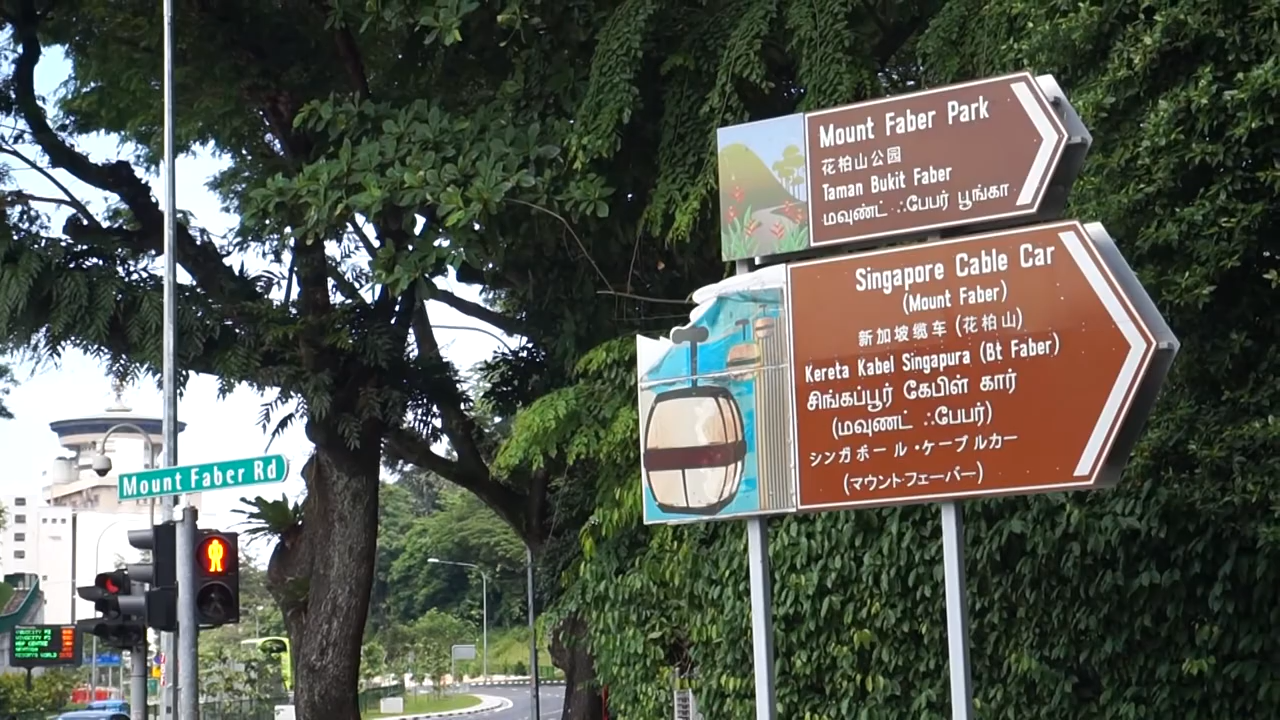 Mount Faber Park
花柏山公园
Taman Bukit Faber
மவுண்ட் ஃபேபர் பூங்கா
Singapore Cable Car
(Mount Faber)
新加坡缆车 (花柏山)
Kereta Kabel Singapura (Bt Faber)
சிங்கப்பூர் கேபிள் கார்
(மவுண்ட் ஃபேபர்)
シンガポール・ケーブルカー
(マウント・フェーバー)
Mount Faber Rd